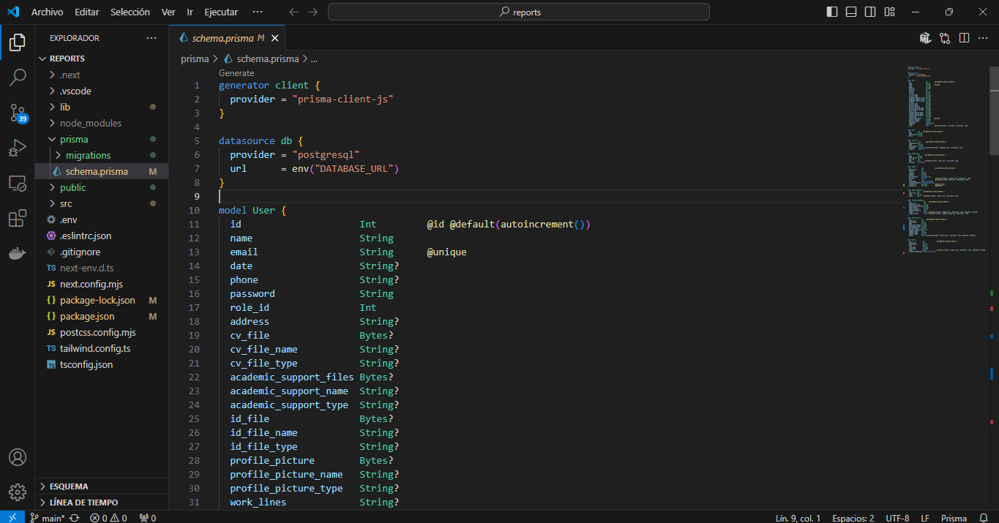 Archivo Editar Selección Ver Ir Ejecutar ··· reports
EXPLORADOR ···
REPORTS
.next
.vscode
lib
node_modules
prisma
migrations
schema.prisma M
public
src
.env
.eslintrc.json
.gitignore
TS next-env.d.ts
JS next.config.mjs
{} package-lock.json M
{} package.json M
JS postcss.config.mjs
TS tailwind.config.ts
TS tsconfig.json
ESQUEMA
LÍNEA DE TIEMPO
39
schema.prisma M
prisma > schema.prisma > ...
Generate
1 generator client {
2 provider = "prisma-client-js"
3 }
4
5 datasource db {
6 provider = "postgresql"
7 url = env("DATABASE_URL")
8 }
9
10 model User {
11 id Int @id @default(autoincrement())
12 name String
13 email String @unique
14 date String?
15 phone String?
16 password String
17 role_id Int
18 address String?
19 cv_file Bytes?
20 cv_file_name String?
21 cv_file_type String?
22 academic_support_files Bytes?
23 academic_support_name String?
24 academic_support_type String?
25 id_file Bytes?
26 id_file_name String?
27 id_file_type String?
28 profile_picture Bytes?
29 profile_picture_name String?
30 profile_picture_type String?
31 work_lines String?
main* 0 0 0 Lín. 9, col. 1 Espacios: 2 UTF-8 LF Prisma